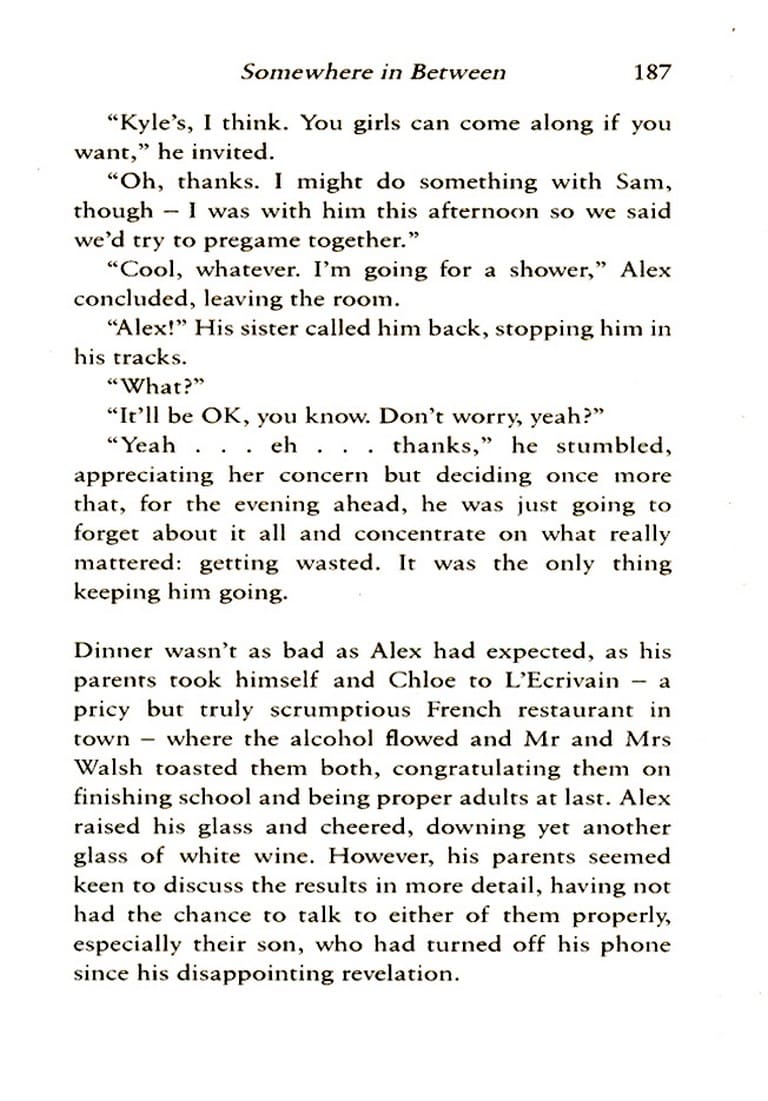 Somewhere in Between 187
“Kyle’s, I think. You girls can come along if you
want,” he invited.
“Oh, thanks. I might do something with Sam,
though – I was with him this afternoon so we said
we’d try to pregame together.”
“Cool, whatever. I’m going for a shower,” Alex
concluded, leaving the room.
“Alex!” His sister called him back, stopping him in
his tracks.
“What?”
“It’ll be OK, you know. Don’t worry, yeah?”
“Yeah . . . eh . . . thanks,” he stumbled,
appreciating her concern but deciding once more
that, for the evening ahead, he was just going to
forget about it all and concentrate on what really
mattered: getting wasted. It was the only thing
keeping him going.
Dinner wasn’t as bad as Alex had expected, as his
parents took himself and Chloe to L’Ecrivain – a
pricy but truly scrumptious French restaurant in
town – where the alcohol flowed and Mr and Mrs
Walsh toasted them both, congratulating them on
finishing school and being proper adults at last. Alex
raised his glass and cheered, downing yet another
glass of white wine. However, his parents seemed
keen to discuss the results in more detail, having not
had the chance to talk to either of them properly,
especially their son, who had turned off his phone
since his disappointing revelation.